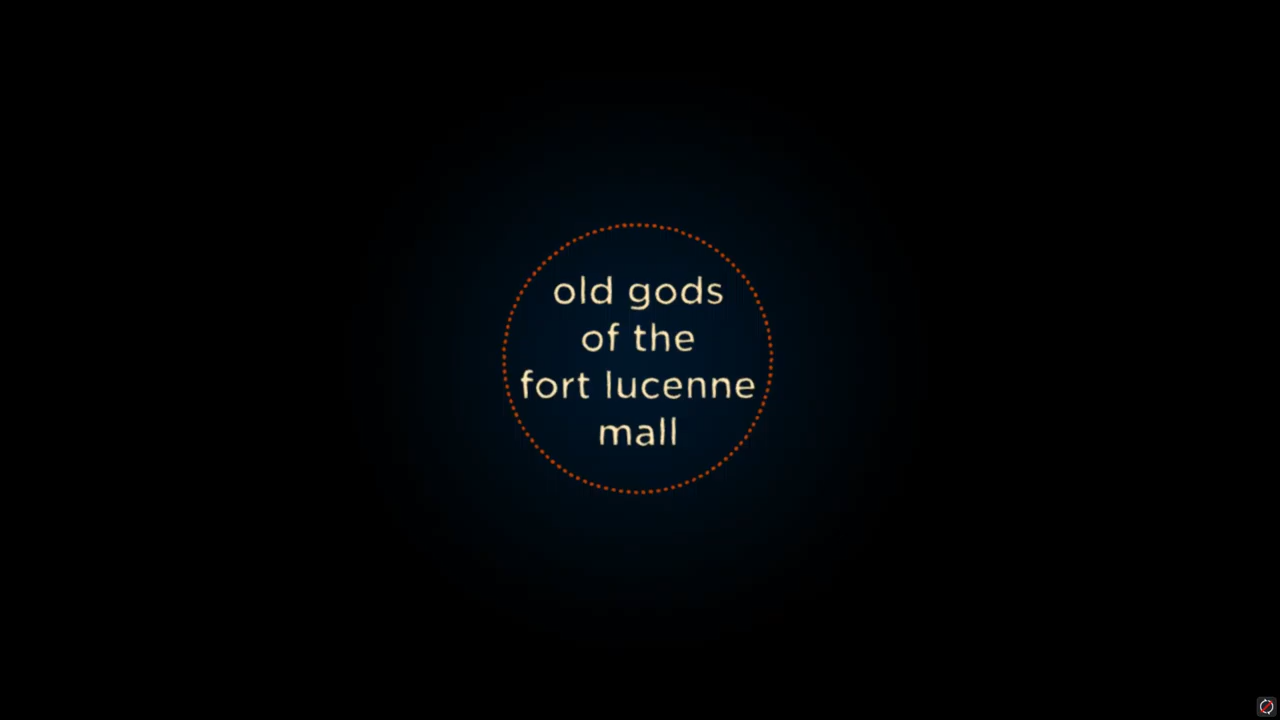 old gods
of the
fort lucenne
mall